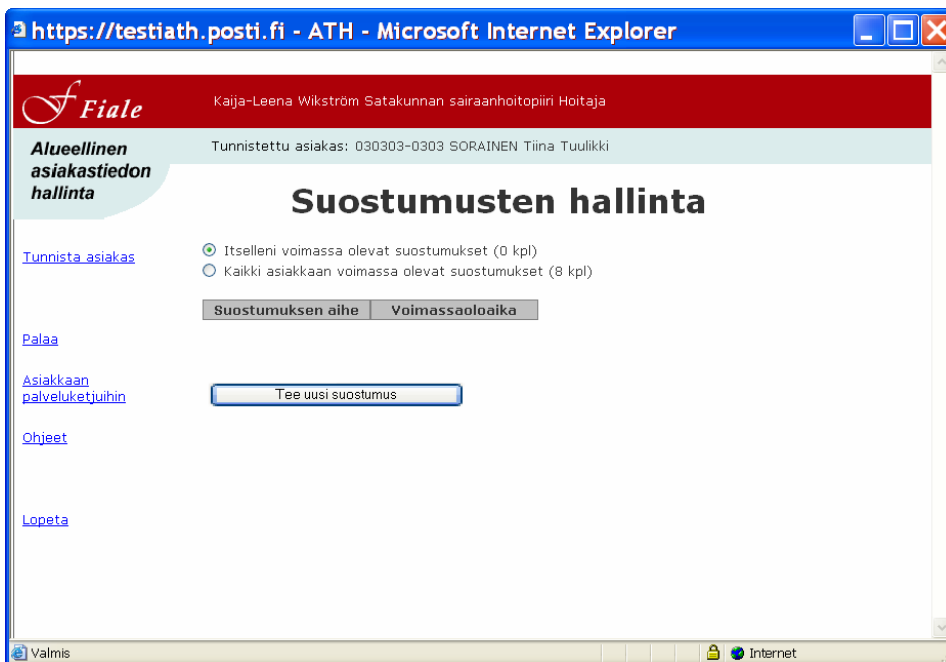 https://testiath.posti.fi - ATH - Microsoft Internet Explorer
Fiale
Kaija-Leena Wikström Satakunnan sairaanhoitopiiri Hoitaja
Alueellinen
asiakastiedon
hallinta
Tunnistettu asiakas: 030303-0303 SORAINEN Tiina Tuulikki
Suostumusten hallinta
Tunnista asiakas
Itselleni voimassa olevat suostumukset (0 kpl)
Kaikki asiakkaan voimassa olevat suostumukset (8 kpl)
Suostumuksen aihe Voimassaoloaika
Palaa
Asiakkaan
palveluketjuihin
Tee uusi suostumus
Ohjeet
Lopeta
Valmis Internet